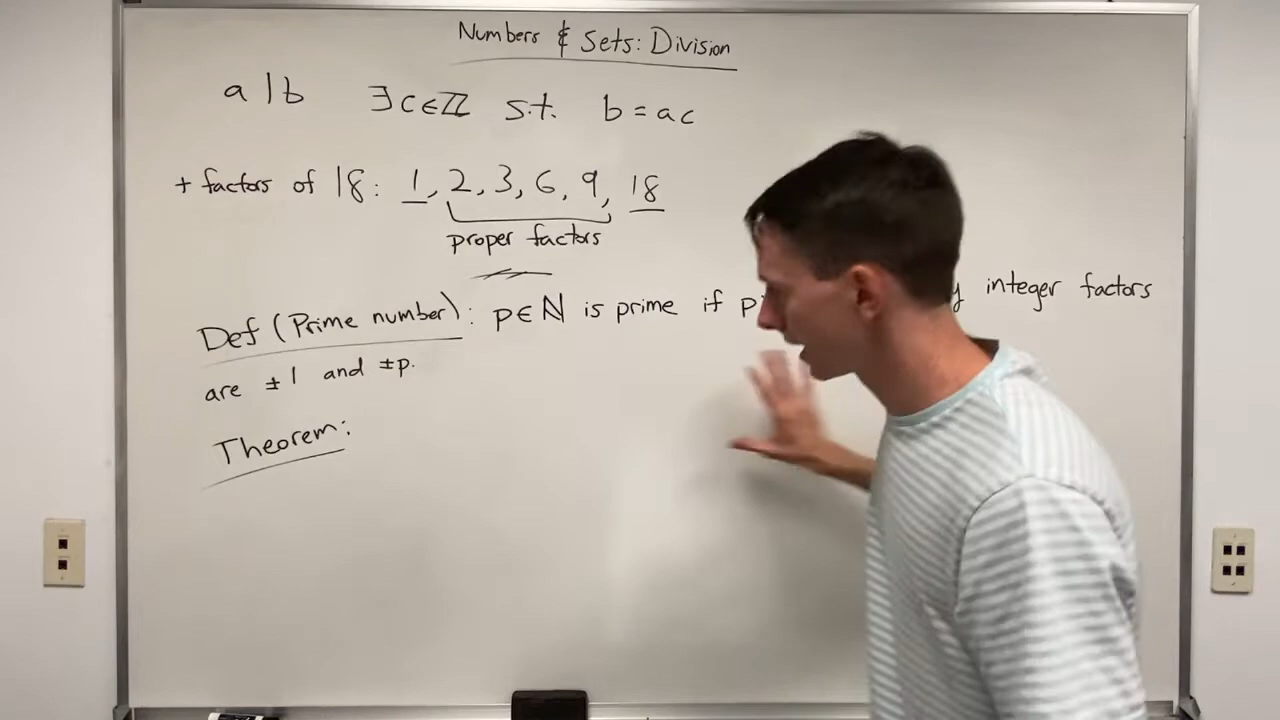 Numbers & Sets: Division
a | b ∃ c ∈ ℤ s.t. b = ac
+ factors of 18: 1, 2, 3, 6, 9, 18
proper factors
Def (Prime number): p ∈ ℕ is prime if integer factors
are ±1 and ±p.
Theorem: